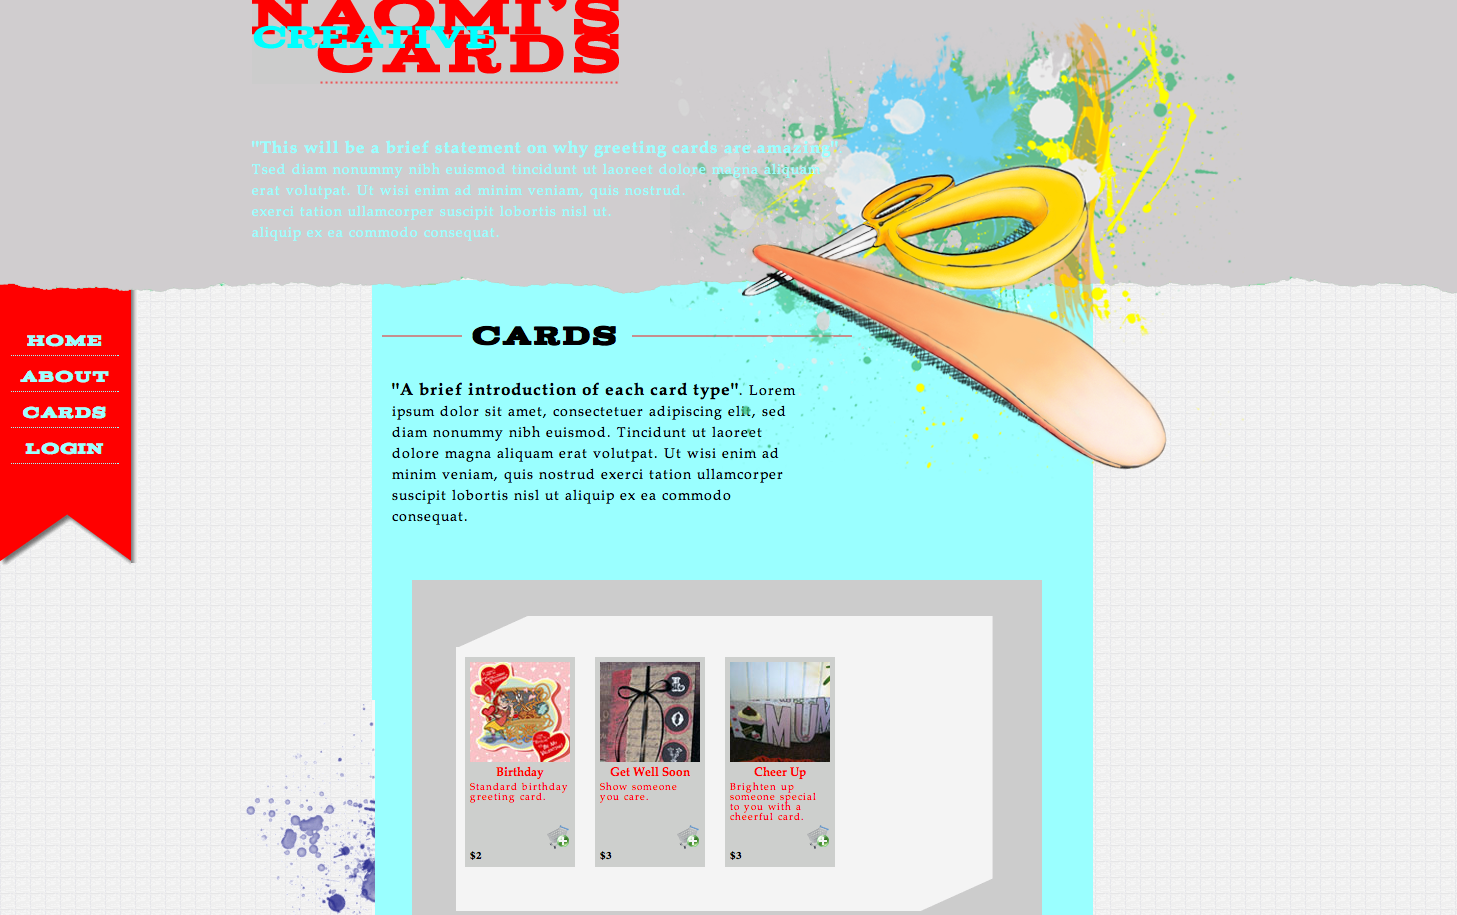 NAOMI'S
CREATIVE
CARDS
"This will be a brief statement on why greeting cards are amazing"
Tsed diam nonummy nibh euismod tincidunt ut laoreet dolore magna aliquam
erat volutpat. Ut wisi enim ad minim veniam, quis nostrud.
exerci tation ullamcorper suscipit lobortis nisl ut.
aliquip ex ea commodo consequat.
HOME
ABOUT
CARDS
LOGIN
CARDS
"A brief introduction of each card type". Lorem
ipsum dolor sit amet, consectetuer adipiscing elit, sed
diam nonummy nibh euismod. Tincidunt ut laoreet
dolore magna aliquam erat volutpat. Ut wisi enim ad
minim veniam, quis nostrud exerci tation ullamcorper
suscipit lobortis nisl ut aliquip ex ea commodo
consequat.
L
O
V
MUM
Birthday
Standard birthday
greeting card.
$2
Get Well Soon
Show someone
you care.
$3
Cheer Up
Brighten up
someone special
to you with a
cheerful card.
$3